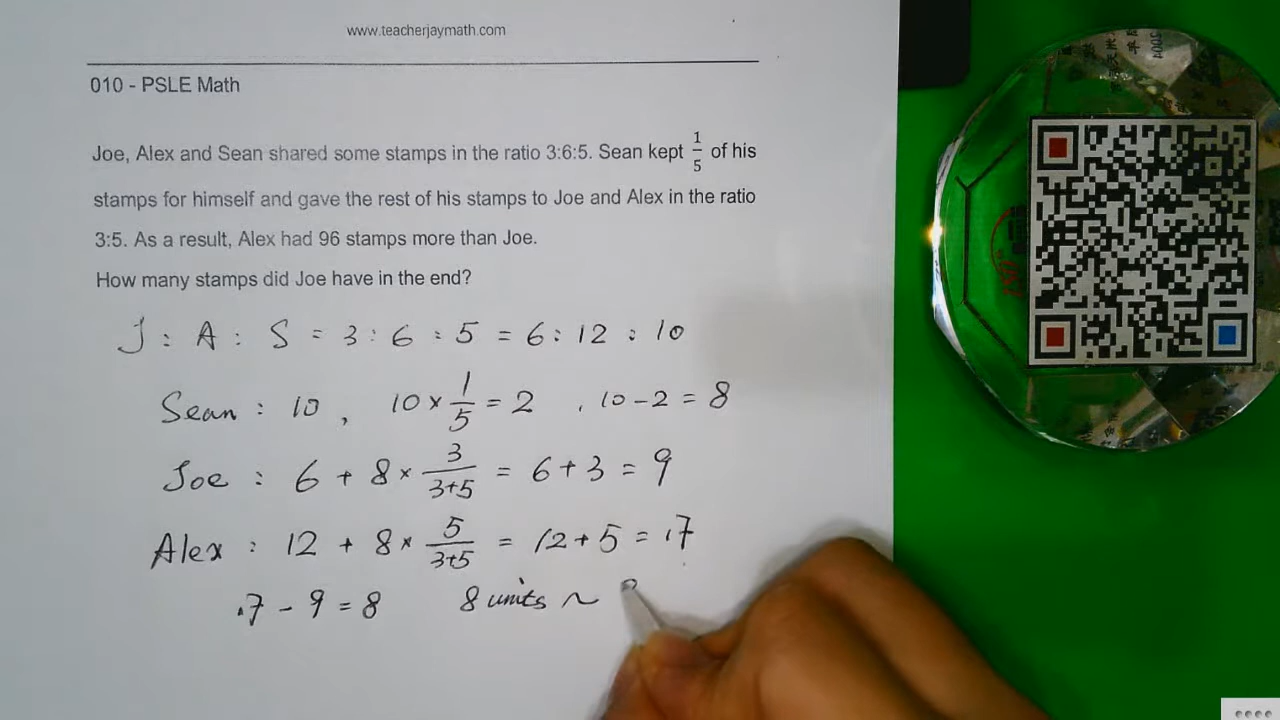 www.teacherjaymath.com
010 - PSLE Math
Joe, Alex and Sean shared some stamps in the ratio 3:6:5. Sean kept 1/5 of his
stamps for himself and gave the rest of his stamps to Joe and Alex in the ratio
3:5. As a result, Alex had 96 stamps more than Joe.
How many stamps did Joe have in the end?
J : A : S = 3 : 6 : 5 = 6 : 12 : 10
Sean : 10 , 10 × 1/5 = 2 , 10 - 2 = 8
Joe : 6 + 8 × 3/(3+5) = 6 + 3 = 9
Alex : 12 + 8 × 5/(3+5) = 12 + 5 = 17
17 - 9 = 8 8 units ~